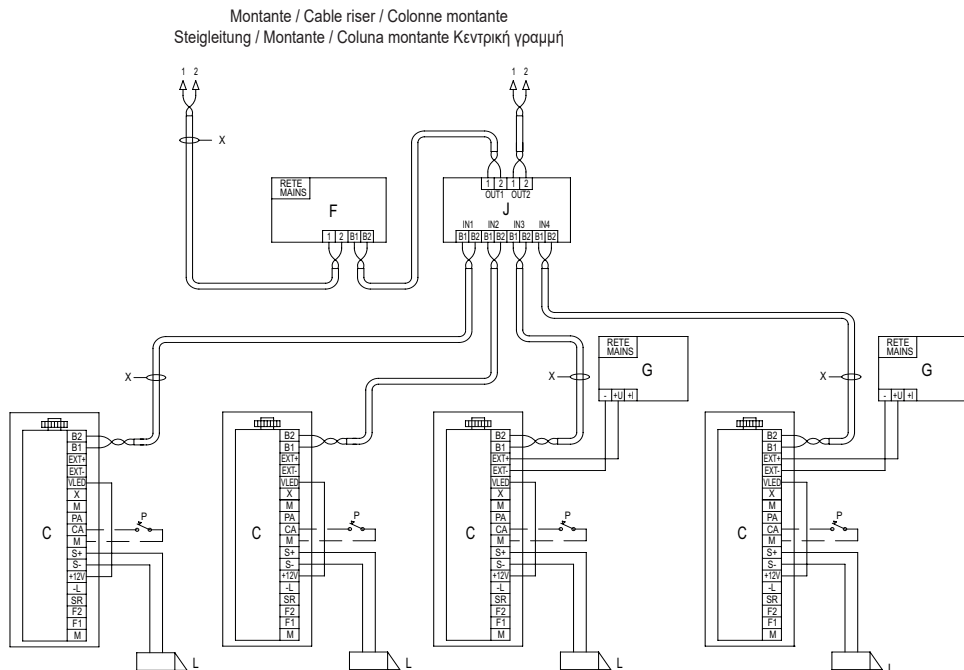 Montante / Cable riser / Colonne montante
Steigleitung / Montante / Coluna montante Κεντρική γραμμή
1 2
1 2
X
RETE
MAINS
F
1 2 B1 B2
1 2 1 2
OUT1 OUT2
J
IN1 IN2 IN3 IN4
B1 B2 B1 B2 B1 B2 B1 B2
X
X
X
RETE
MAINS
G
- +U +I
RETE
MAINS
G
- +U +I
C
B2
B1
EXT+
EXT-
VLED
X
M
PA
CA
M
S+
S-
+12V
-L
SR
F2
F1
M
P
L
C
B2
B1
EXT+
EXT-
VLED
X
M
PA
CA
M
S+
S-
+12V
-L
SR
F2
F1
M
P
L
C
B2
B1
EXT+
EXT-
VLED
X
M
PA
CA
M
S+
S-
+12V
-L
SR
F2
F1
M
P
L
C
B2
B1
EXT+
EXT-
VLED
X
M
PA
CA
M
S+
S-
+12V
-L
SR
F2
F1
M
P
L